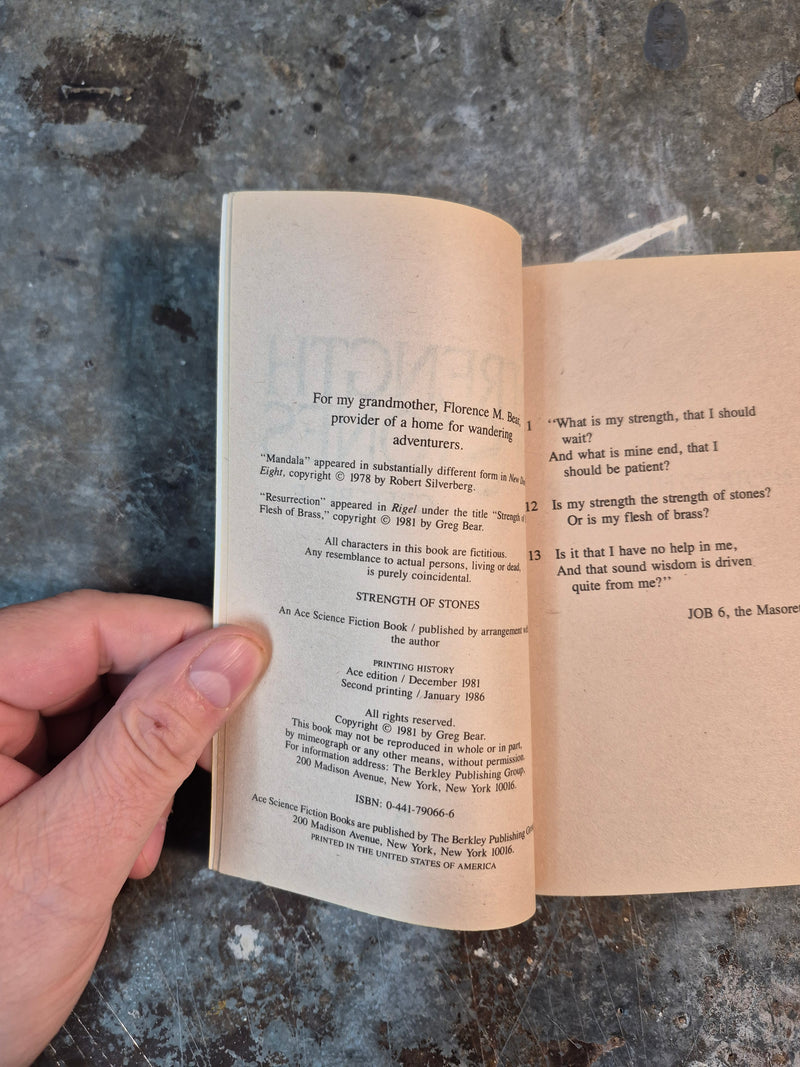 For my grandmother, Florence M. Bear,
provider of a home for wandering
adventurers.
"Mandala" appeared in substantially different form in New
Eight, copyright © 1978 by Robert Silverberg.
"Resurrection" appeared in Rigel under the title "Strength of
Flesh of Brass," copyright © 1981 by Greg Bear.
All characters in this book are fictitious.
Any resemblance to actual persons, living or dead,
is purely coincidental.
STRENGTH OF STONES
An Ace Science Fiction Book / published by arrangement
the author
PRINTING HISTORY
Ace edition / December 1981
Second printing / January 1986
All rights reserved.
Copyright © 1981 by Greg Bear.
This book may not be reproduced in whole or in part,
by mimeograph or any other means, without permission.
For information address: The Berkley Publishing Group,
200 Madison Avenue, New York, New York 10016.
ISBN: 0-441-79066-6
Ace Science Fiction Books are published by The Berkley Publishing
200 Madison Avenue, New York, New York 10016.
PRINTED IN THE UNITED STATES OF AMERICA
"What is my strength, that I should
wait?
And what is mine end, that I
should be patient?
12 Is my strength the strength of stones?
Or is my flesh of brass?
13 Is it that I have no help in me,
And that sound wisdom is driven
quite from me?"
JOB 6, the